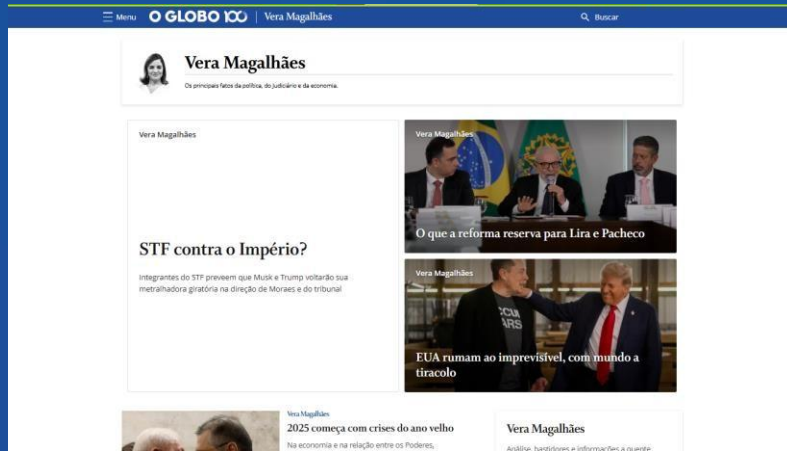 Menu O GLOBO 100 Vera Magalhães Buscar
Vera Magalhães
Os principais fatos da política, do judiciário e da economia.
Vera Magalhães
STF contra o Império?
Integrantes do STF preveem que Musk e Trump voltarão sua
metralhadora giratória na direção de Moraes e do tribunal
Vera Magalhães
O que a reforma reserva para Lira e Pacheco
Vera Magalhães
OCCU
ARS
EUA rumam ao imprevisível, com mundo a
tiracolo
Vera Magalhães
2025 começa com crises do ano velho
Na economia e na relação entre os Poderes,
Vera Magalhães
Análise, bastidores e informações a quente